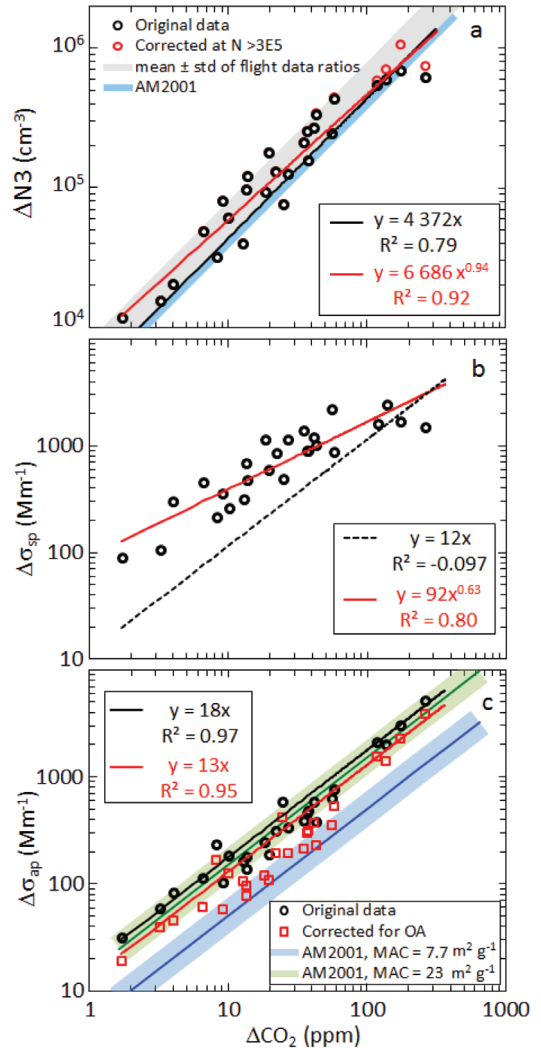 Original data
Corrected at N >3E5
mean ± std of flight data ratios
AM2001
a
10⁶
10⁵
10⁴
ΔN3 (cm⁻³)
y = 4 372x
R² = 0.79
y = 6 686 x⁰·⁹⁴
R² = 0.92
b
1000
100
10
Δσsp (Mm⁻¹)
y = 12x
R² = -0.097
y = 92x⁰·⁶³
R² = 0.80
c
y = 18x
R² = 0.97
y = 13x
R² = 0.95
1000
100
10
Δσap (Mm⁻¹)
Original data
Corrected for OA
AM2001, MAC = 7.7 m² g⁻¹
AM2001, MAC = 23 m² g⁻¹
1 10 100 1000
ΔCO₂ (ppm)